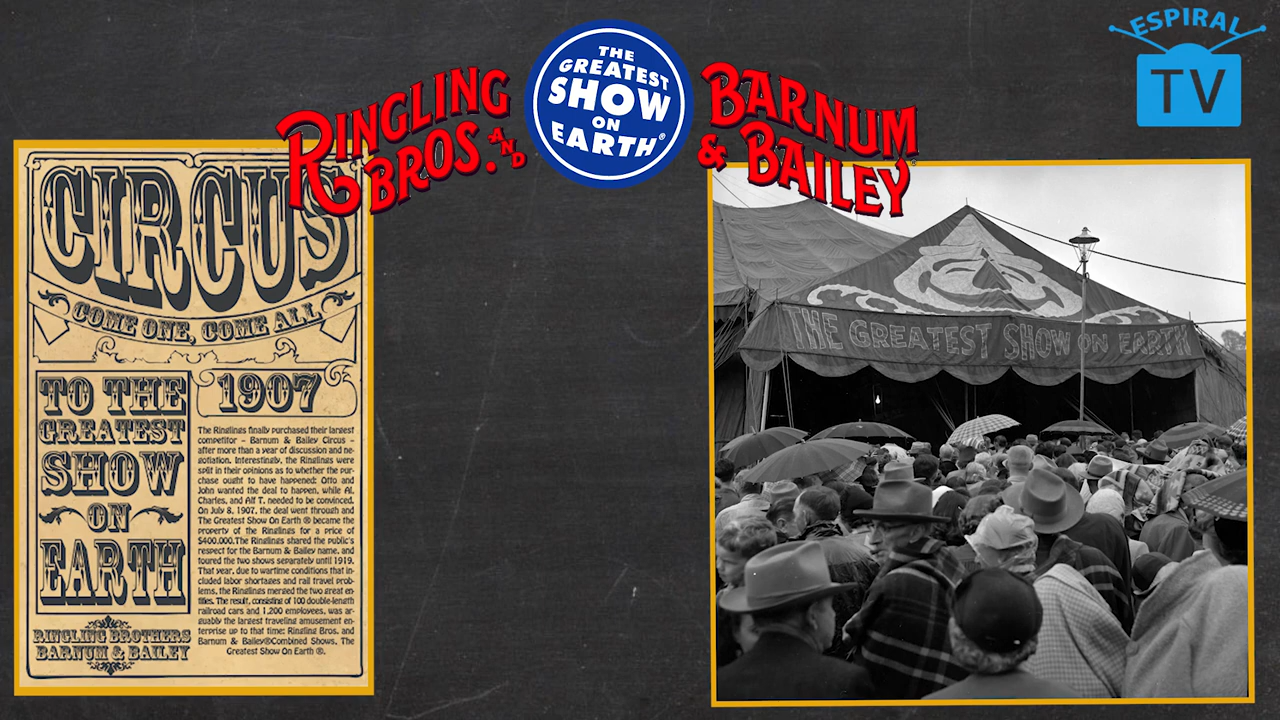 ESPIRAL
TV
THE
GREATEST
SHOW
ON
EARTH®
RINGLING
BROS. AND
BARNUM
& BAILEY
CIRCUS
COME ONE, COME ALL
TO THE
GREATEST
SHOW
ON
EARTH
RINGLING BROTHERS
BARNUM & BAILEY
1907
The Ringlings finally purchased their largest
competitor – Barnum & Bailey Circus –
after more than a year of discussion and ne-
gotiation. Interestingly, the Ringlings were
split in their opinions as to whether the pur-
chase ought to have happened: Otto and
John wanted the deal to happen, while Al,
Charles, and Alf T. needed to be convinced.
On July 8, 1907, the deal went through and
The Greatest Show On Earth ® became the
property of the Ringlings for a price of
$400,000.The Ringlings shared the public's
respect for the Barnum & Bailey name, and
toured the two shows separately until 1919.
That year, due to wartime conditions that in-
cluded labor shortages and rail travel prob-
lems, the Ringlings merged the two great en-
tities. The result, consisting of 100 double-length
railroad cars and 1,200 employees, was ar-
guably the largest traveling amusement en-
terprise up to that time: Ringling Bros. and
Barnum & Bailey®Combined Shows, The
Greatest Show On Earth ®.
THE GREATEST SHOW ON EARTH